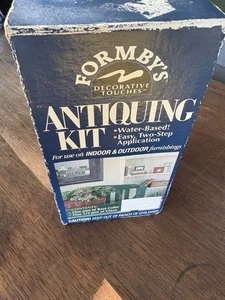 FORMBY'S
DECORATIVE
TOUCHES
ANTIQUING
KIT
•Water-Based!
•Easy, Two-Step
Application
For use on INDOOR & OUTDOOR furnishings
CONTENTS:
CAUTION: KEEP OUT OF REACH OF CHILDREN